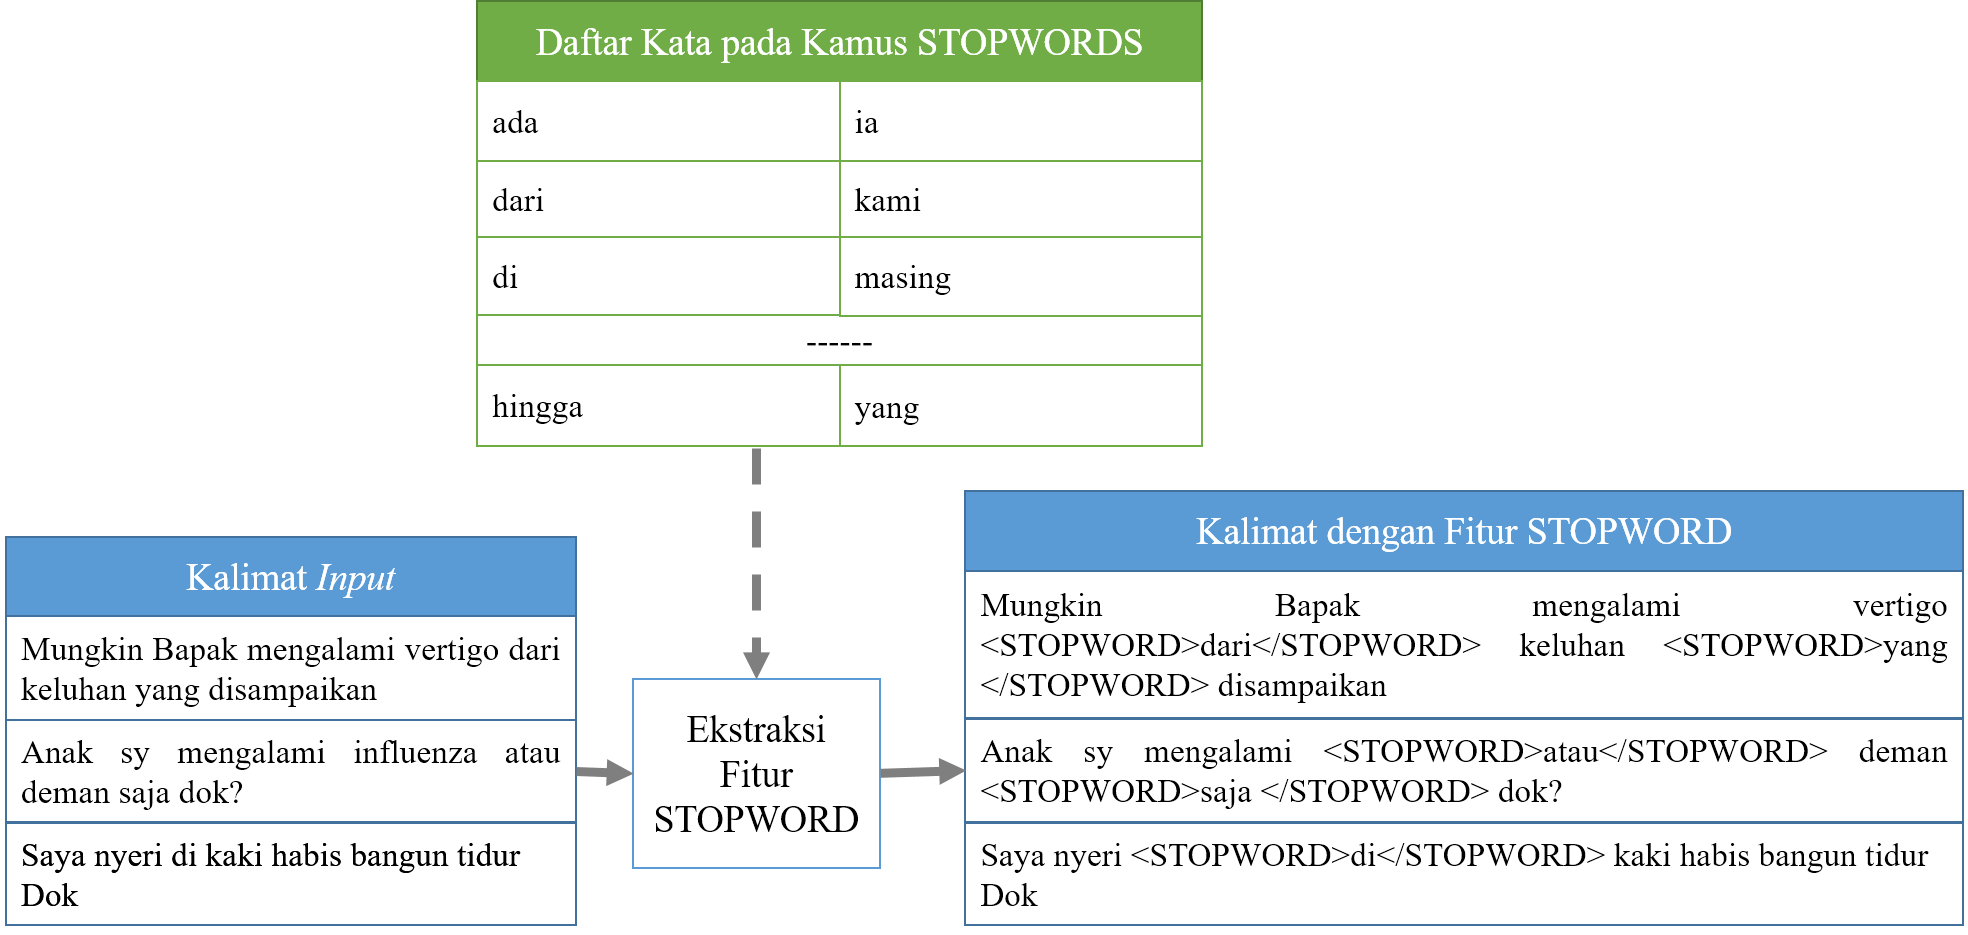 Daftar Kata pada Kamus STOPWORDS
ada ia
dari kami
di masing
------
hingga yang
Kalimat Input
Mungkin Bapak mengalami vertigo dari
keluhan yang disampaikan
Anak sy mengalami influenza atau
deman saja dok?
Saya nyeri di kaki habis bangun tidur
Dok
Ekstraksi
Fitur
STOPWORD
Kalimat dengan Fitur STOPWORD
Mungkin Bapak mengalami vertigo
<STOPWORD>dari</STOPWORD> keluhan <STOPWORD>yang
</STOPWORD> disampaikan
Anak sy mengalami <STOPWORD>atau</STOPWORD> deman
<STOPWORD>saja </STOPWORD> dok?
Saya nyeri <STOPWORD>di</STOPWORD> kaki habis bangun tidur
Dok